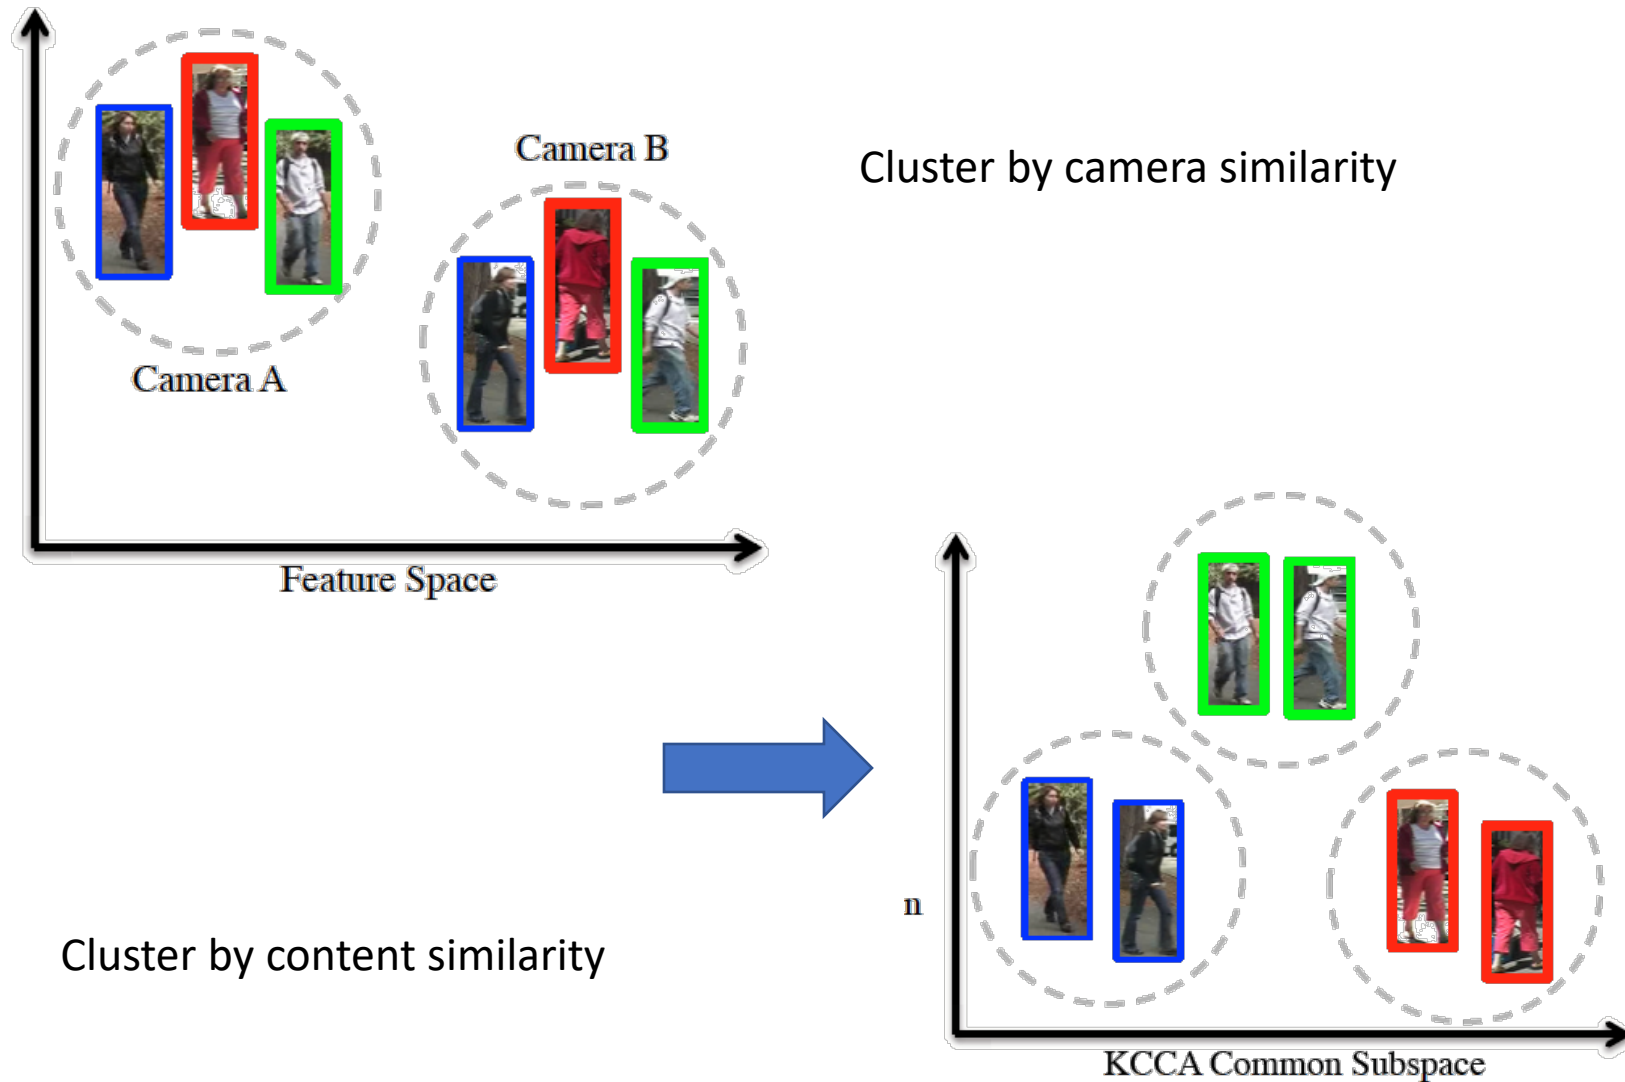 Camera B
Cluster by camera similarity
Camera A
Feature Space
n
Cluster by content similarity
KCCA Common Subspace